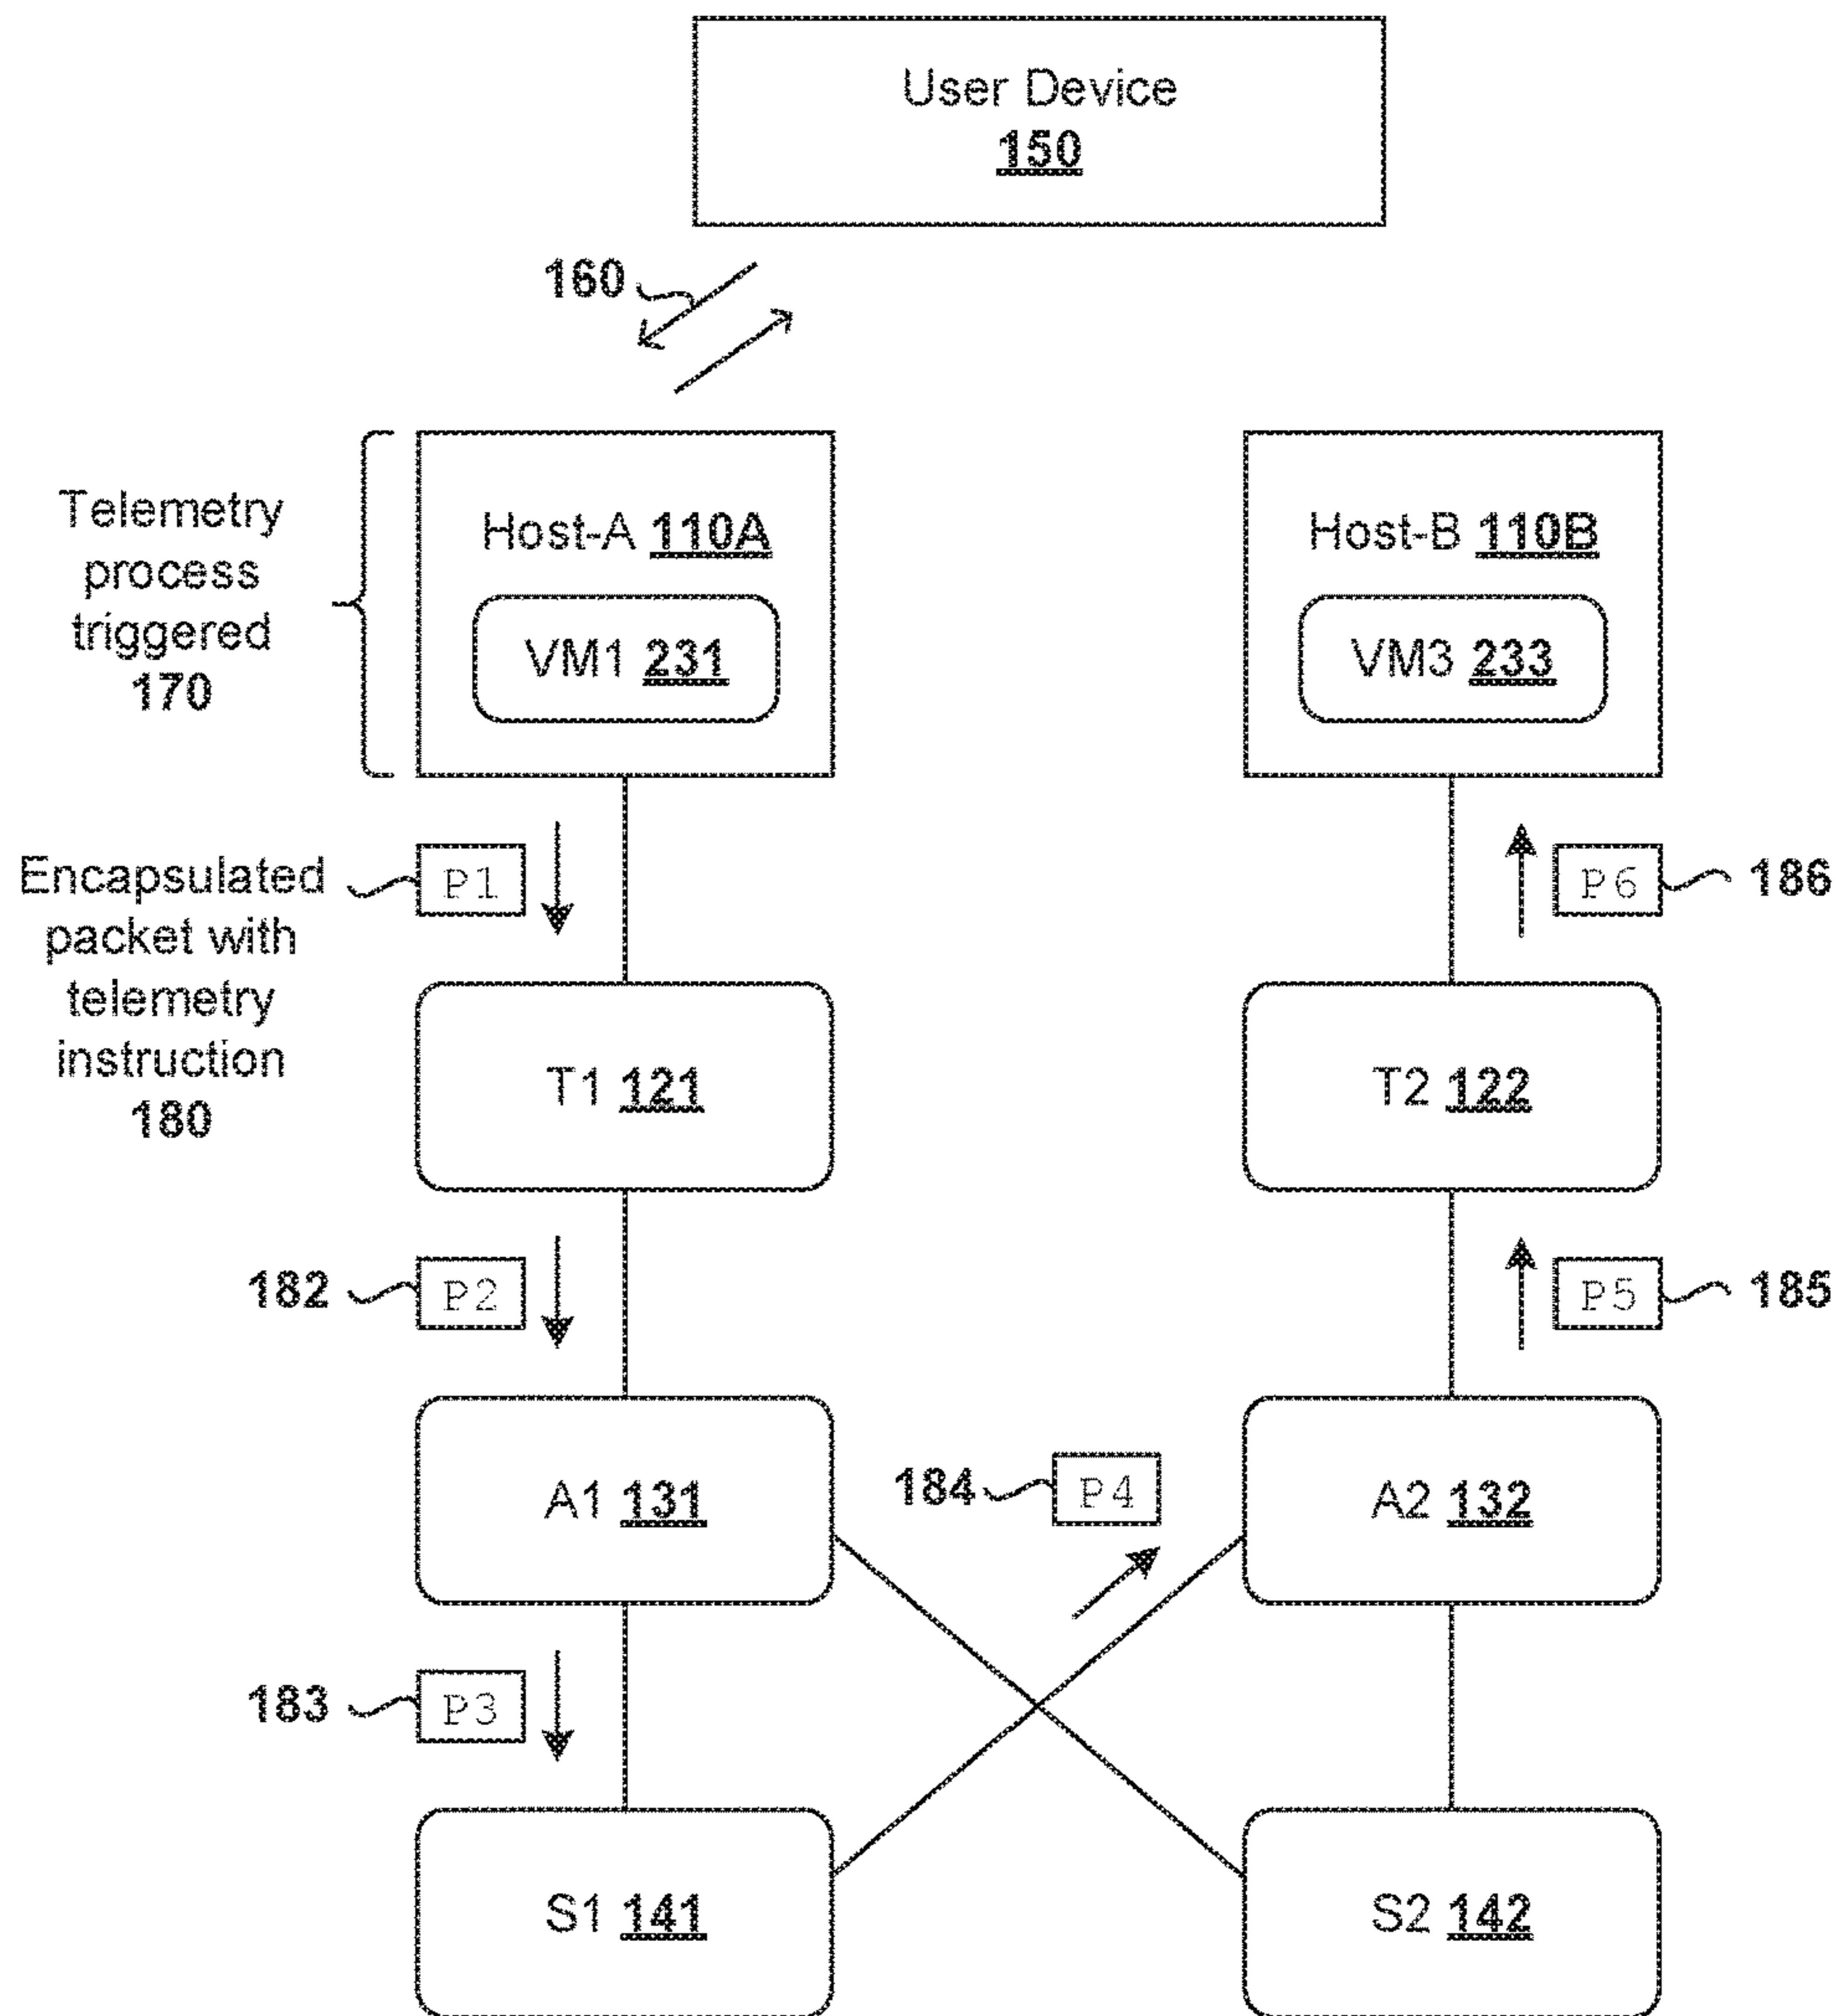 User Device
150
160
Telemetry
process
triggered
170
Host-A 110A
VM1 231
Host-B 110B
VM3 233
Encapsulated
packet with
telemetry
instruction
180
P1
P6
186
T1 121
T2 122
182
P2
P5
185
A1 131
184
P4
A2 132
183
P3
S1 141
S2 142